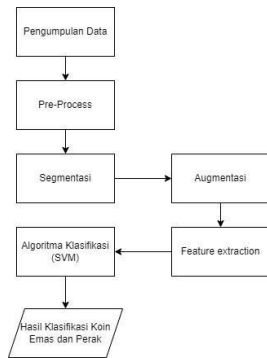 Pengumpulan Data
Pre-Process
Segmentasi
Augmentasi
Feature extraction
Algoritma Klasifikasi
(SVM)
Hasil Klasifikasi Koin
Emas dan Perak